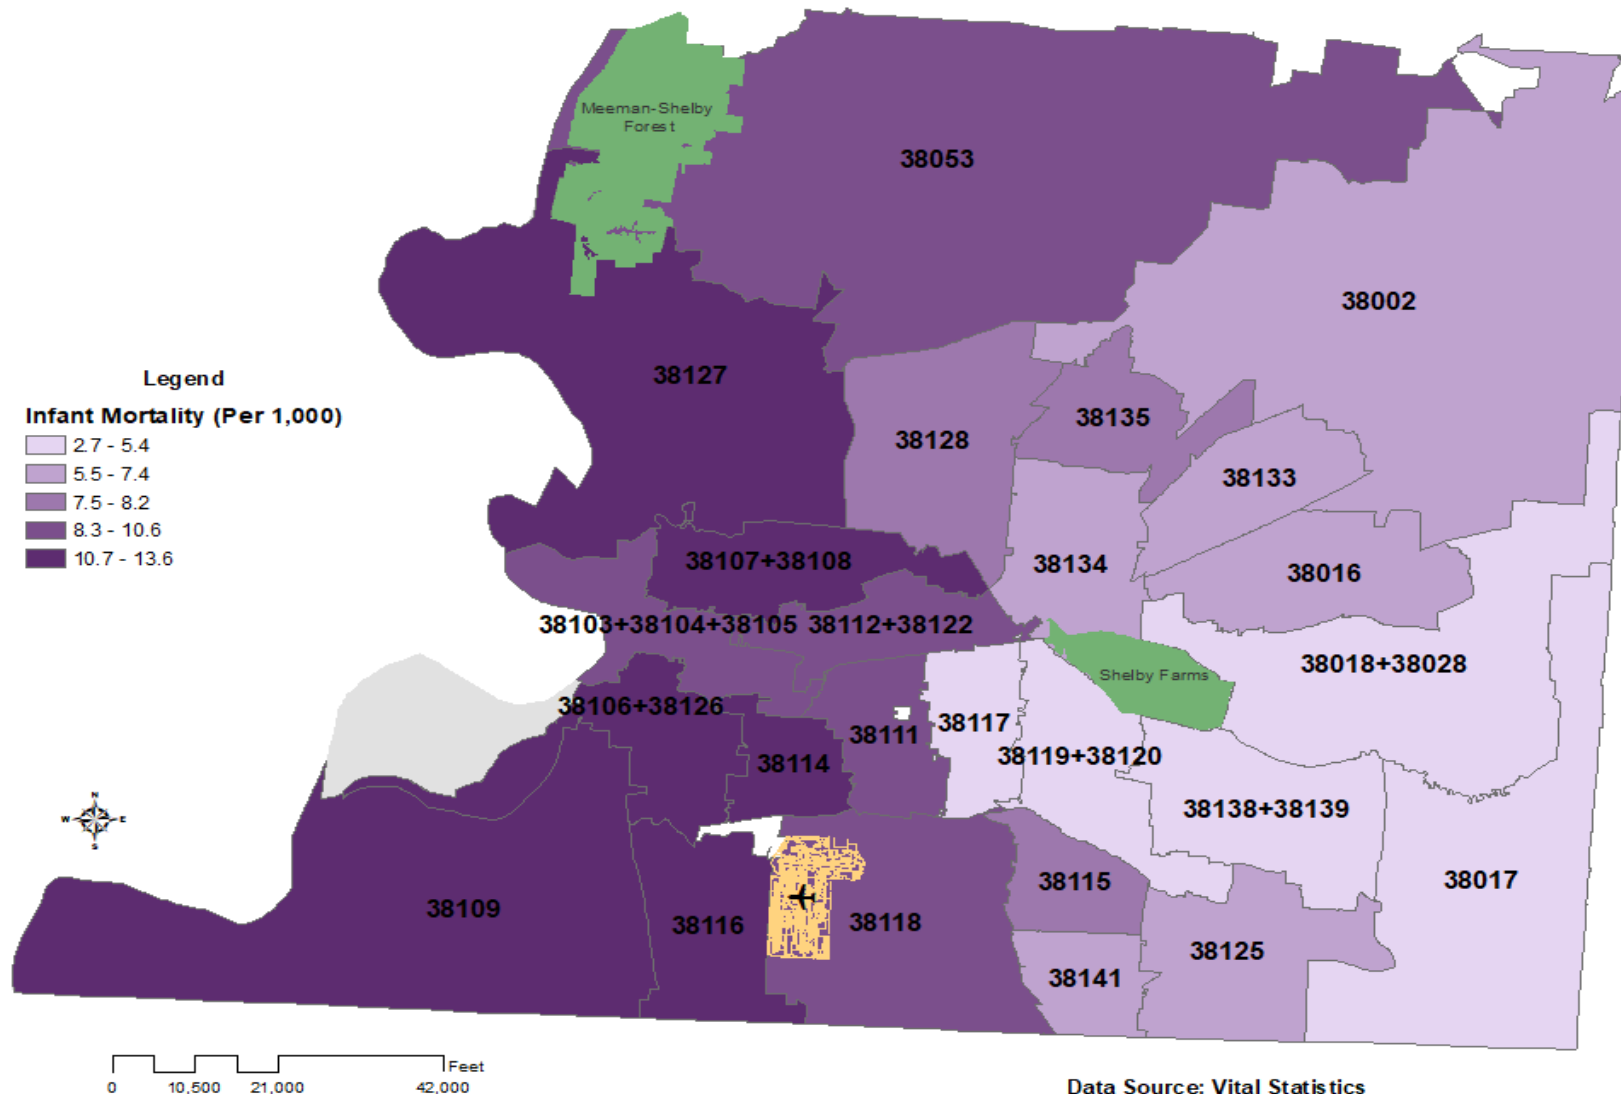 Meeman-Shelby
Forest
38053
38002
38127
Legend
Infant Mortality (Per 1,000)
2.7 - 5.4
5.5 - 7.4
7.5 - 8.2
8.3 - 10.6
10.7 - 13.6
38135
38128
38133
38107+38108
38134
38016
38103+38104+38105
38112+38122
38018+38028
Shelby Farms
38106+38126
38117
38111
38119+38120
38114
38138+38139
N
W
E
S
38115
38017
38109
38116
38118
38125
38141
Feet
0
10,500
21,000
42,000
Data Source: Vital Statistics